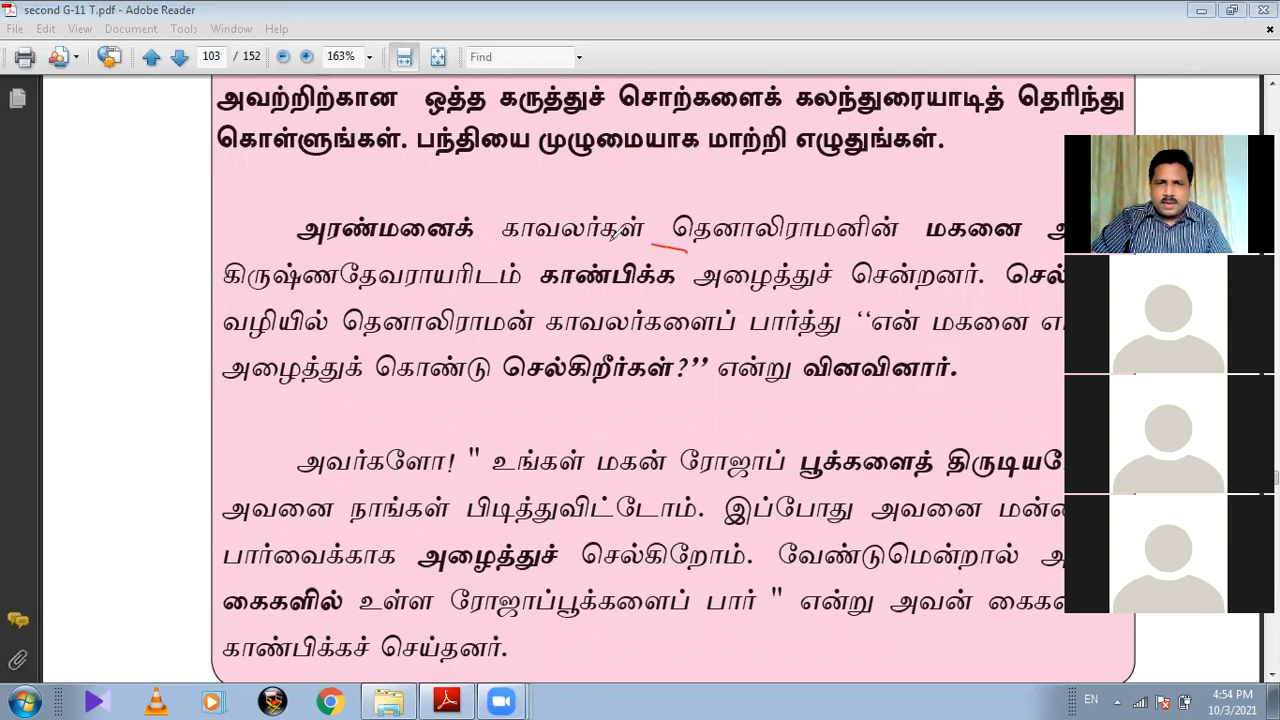 second G-11 T.pdf - Adobe Reader
File Edit View Document Tools Window Help
103 / 152 163% Find
அவற்றிற்கான ஒத்த கருத்துச் சொற்களைக் கலந்துரையாடித் தெரிந்து
கொள்ளுங்கள். பந்தியை முழுமையாக மாற்றி எழுதுங்கள்.
அரண்மனைக் காவலர்கள் தெனாலிராமனின் மகனை
கிருஷ்ணதேவராயரிடம் காண்பிக்க அழைத்துச் சென்றனர்.
வழியில் தெனாலிராமன் காவலர்களைப் பார்த்து ‘‘என் மகனை
அழைத்துக் கொண்டு செல்கிறீர்கள்?’’ என்று வினவினார்.
அவர்களோ! " உங்கள் மகன் ரோஜாப் பூக்களைத்
அவனை நாங்கள் பிடித்துவிட்டோம். இப்போது அவனை
பார்வைக்காக அழைத்துச் செல்கிறோம். வேண்டுமென்றால்
கைகளில் உள்ள ரோஜாப்பூக்களைப் பார் " என்று அவன்
காண்பிக்கச் செய்தனர்.
EN 4:54 PM
10/3/2021